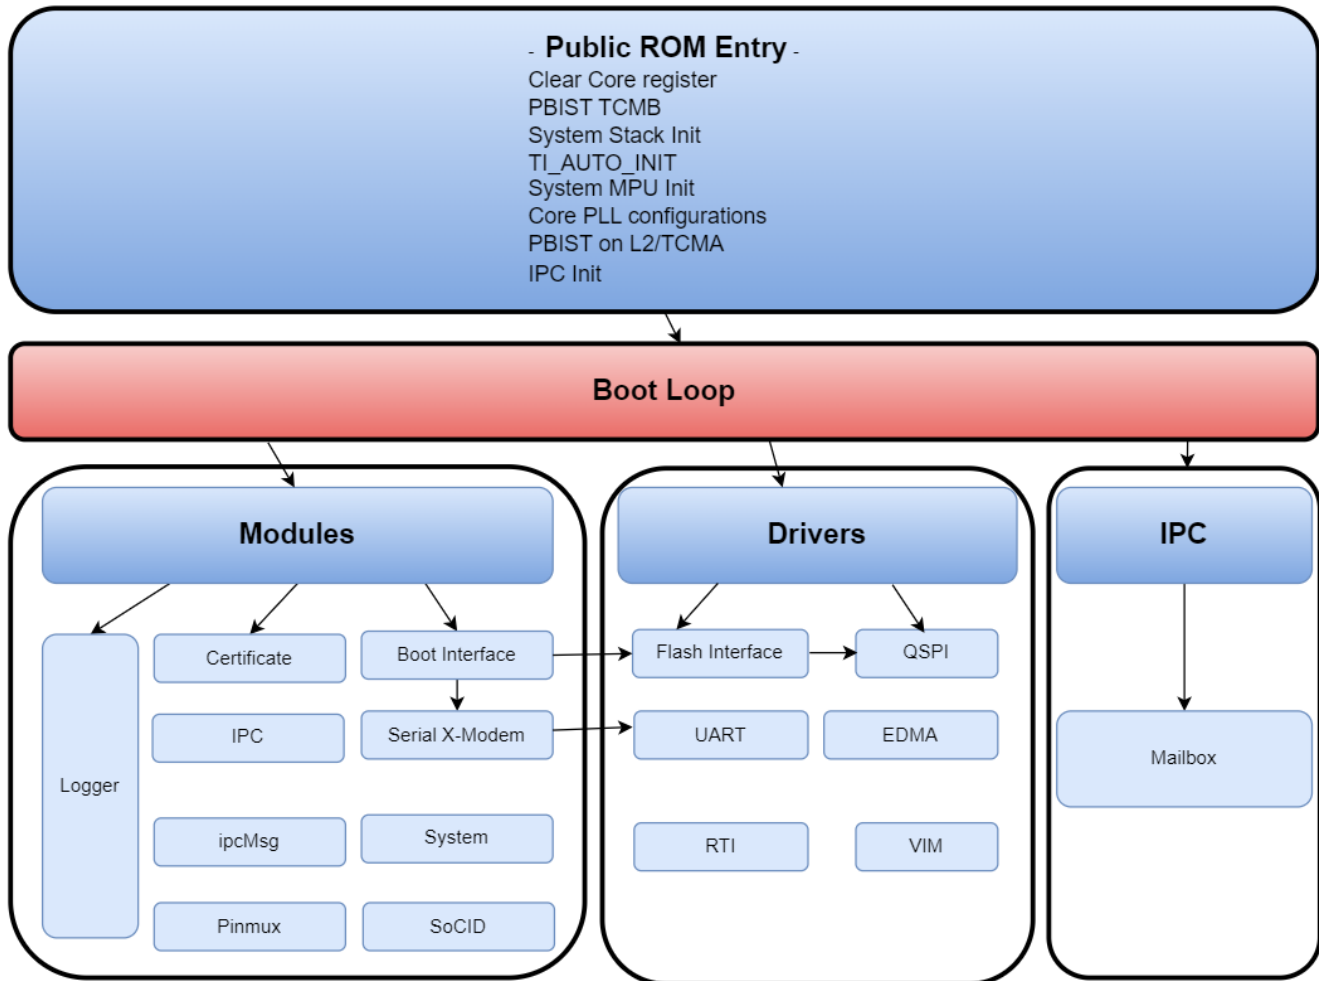 - Public ROM Entry -
Clear Core register
PBIST TCMB
System Stack Init
TI_AUTO_INIT
System MPU Init
Core PLL configurations
PBIST on L2/TCMA
IPC Init
Boot Loop
Modules
Drivers
IPC
Certificate
Boot Interface
Flash Interface
QSPI
IPC
Serial X-Modem
UART
EDMA
Mailbox
Logger
ipcMsg
System
RTI
VIM
Pinmux
SoCID